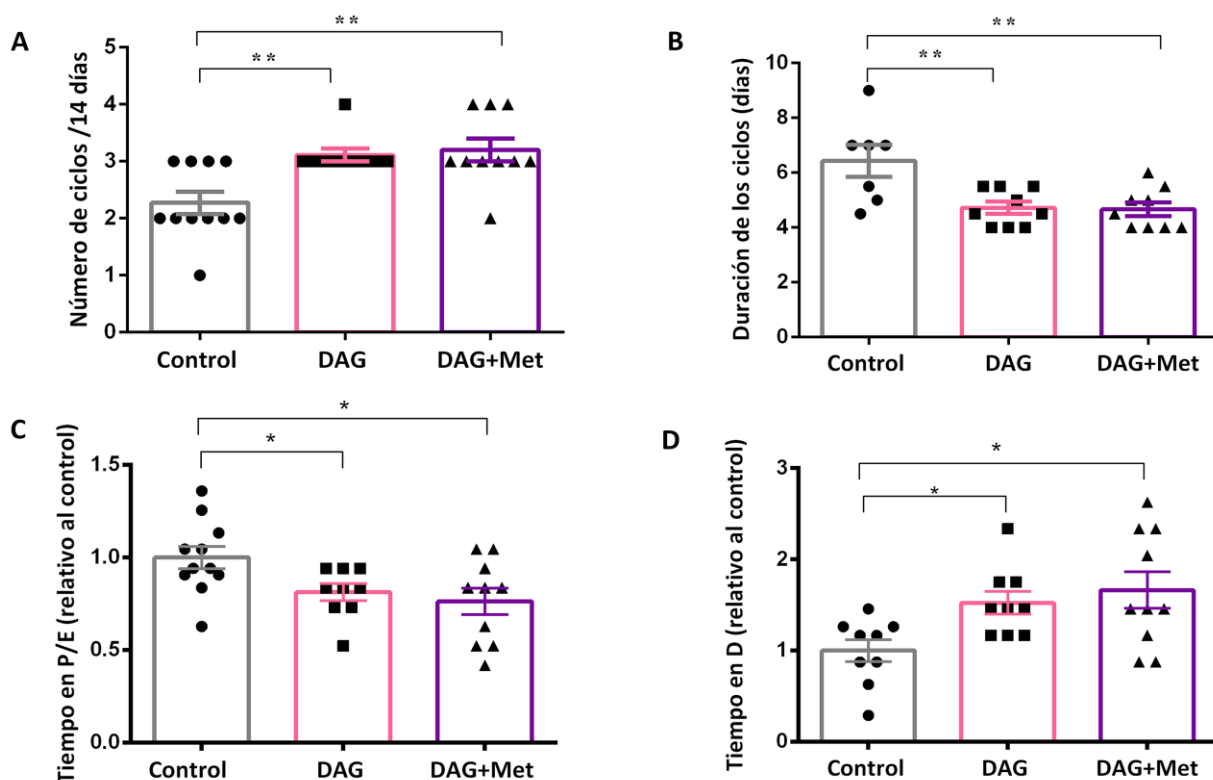 A
**
**
Número de ciclos /14 días
5
4
3
2
1
0
Control
DAG
DAG+Met
B
**
**
Duración de los ciclos (días)
10
8
6
4
2
0
Control
DAG
DAG+Met
C
*
*
Tiempo en P/E (relativo al control)
1.5
1.0
0.5
0.0
Control
DAG
DAG+Met
D
*
*
Tiempo en D (relativo al control)
3
2
1
0
Control
DAG
DAG+Met